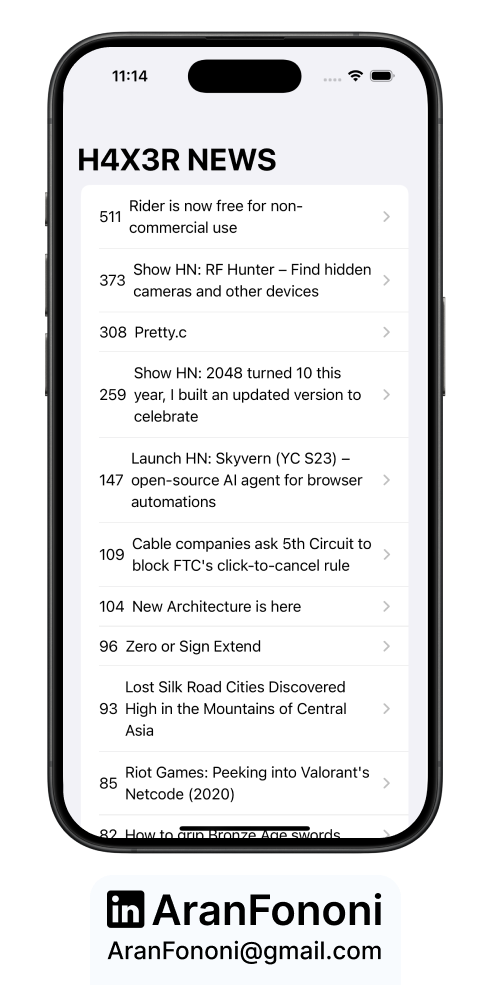 11:14
H4X3R NEWS
511 Rider is now free for non-
commercial use
373 Show HN: RF Hunter – Find hidden
cameras and other devices
308 Pretty.c
Show HN: 2048 turned 10 this
259 year, I built an updated version to
celebrate
Launch HN: Skyvern (YC S23) –
147 open-source AI agent for browser
automations
109 Cable companies ask 5th Circuit to
block FTC's click-to-cancel rule
104 New Architecture is here
96 Zero or Sign Extend
Lost Silk Road Cities Discovered
93 High in the Mountains of Central
Asia
85 Riot Games: Peeking into Valorant's
Netcode (2020)
82 How to grip Bronze Age swords
in AranFononi
AranFononi@gmail.com